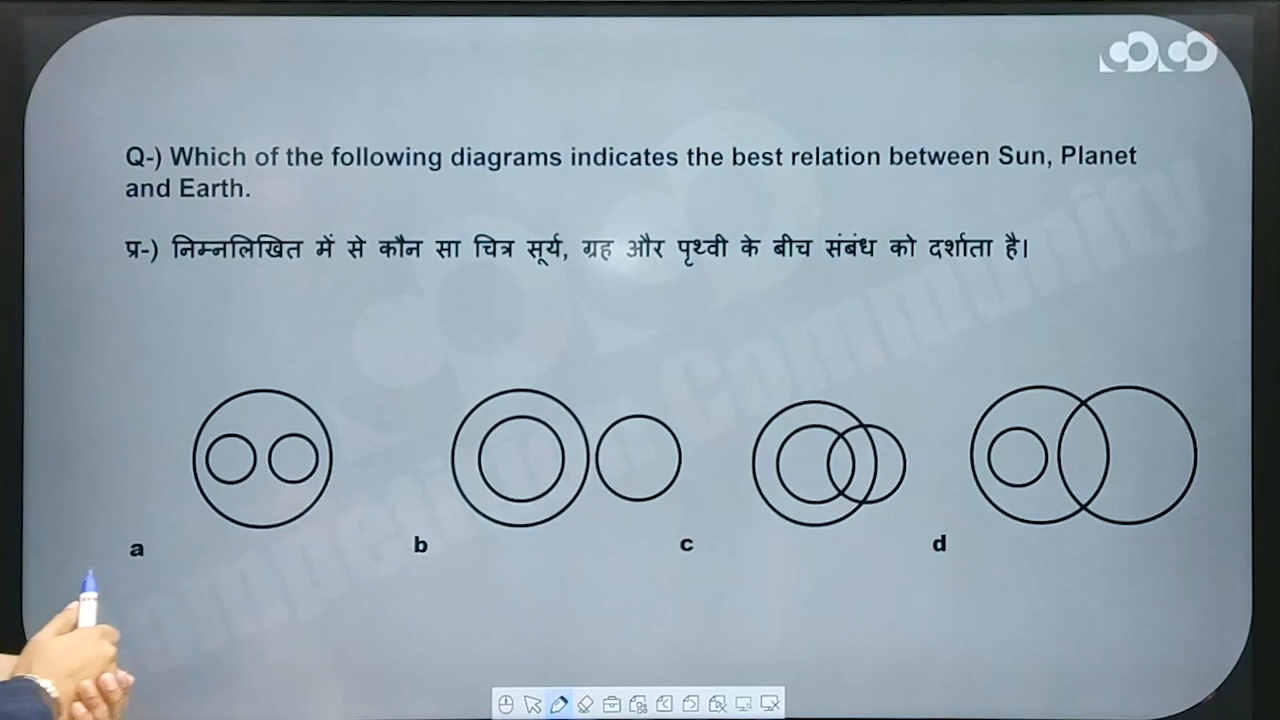 Q-) Which of the following diagrams indicates the best relation between Sun, Planet
and Earth.
प्र-) निम्नलिखित में से कौन सा चित्र सूर्य, ग्रह और पृथ्वी के बीच संबंध को दर्शाता है।
a
b
c
d